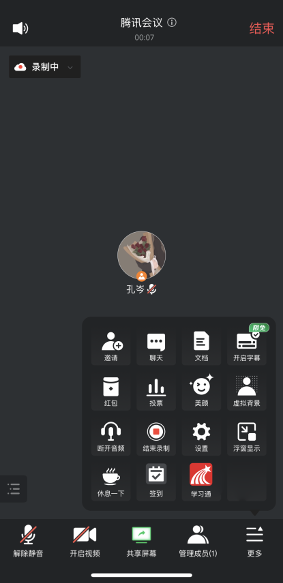 腾讯会议
00:07
结束
录制中
孔岑
限免
邀请
聊天
文档
开启字幕
红包
投票
美颜
虚拟背景
断开音频
结束录制
设置
浮窗显示
休息一下
签到
学习通
解除静音
开启视频
共享屏幕
管理成员(1)
更多